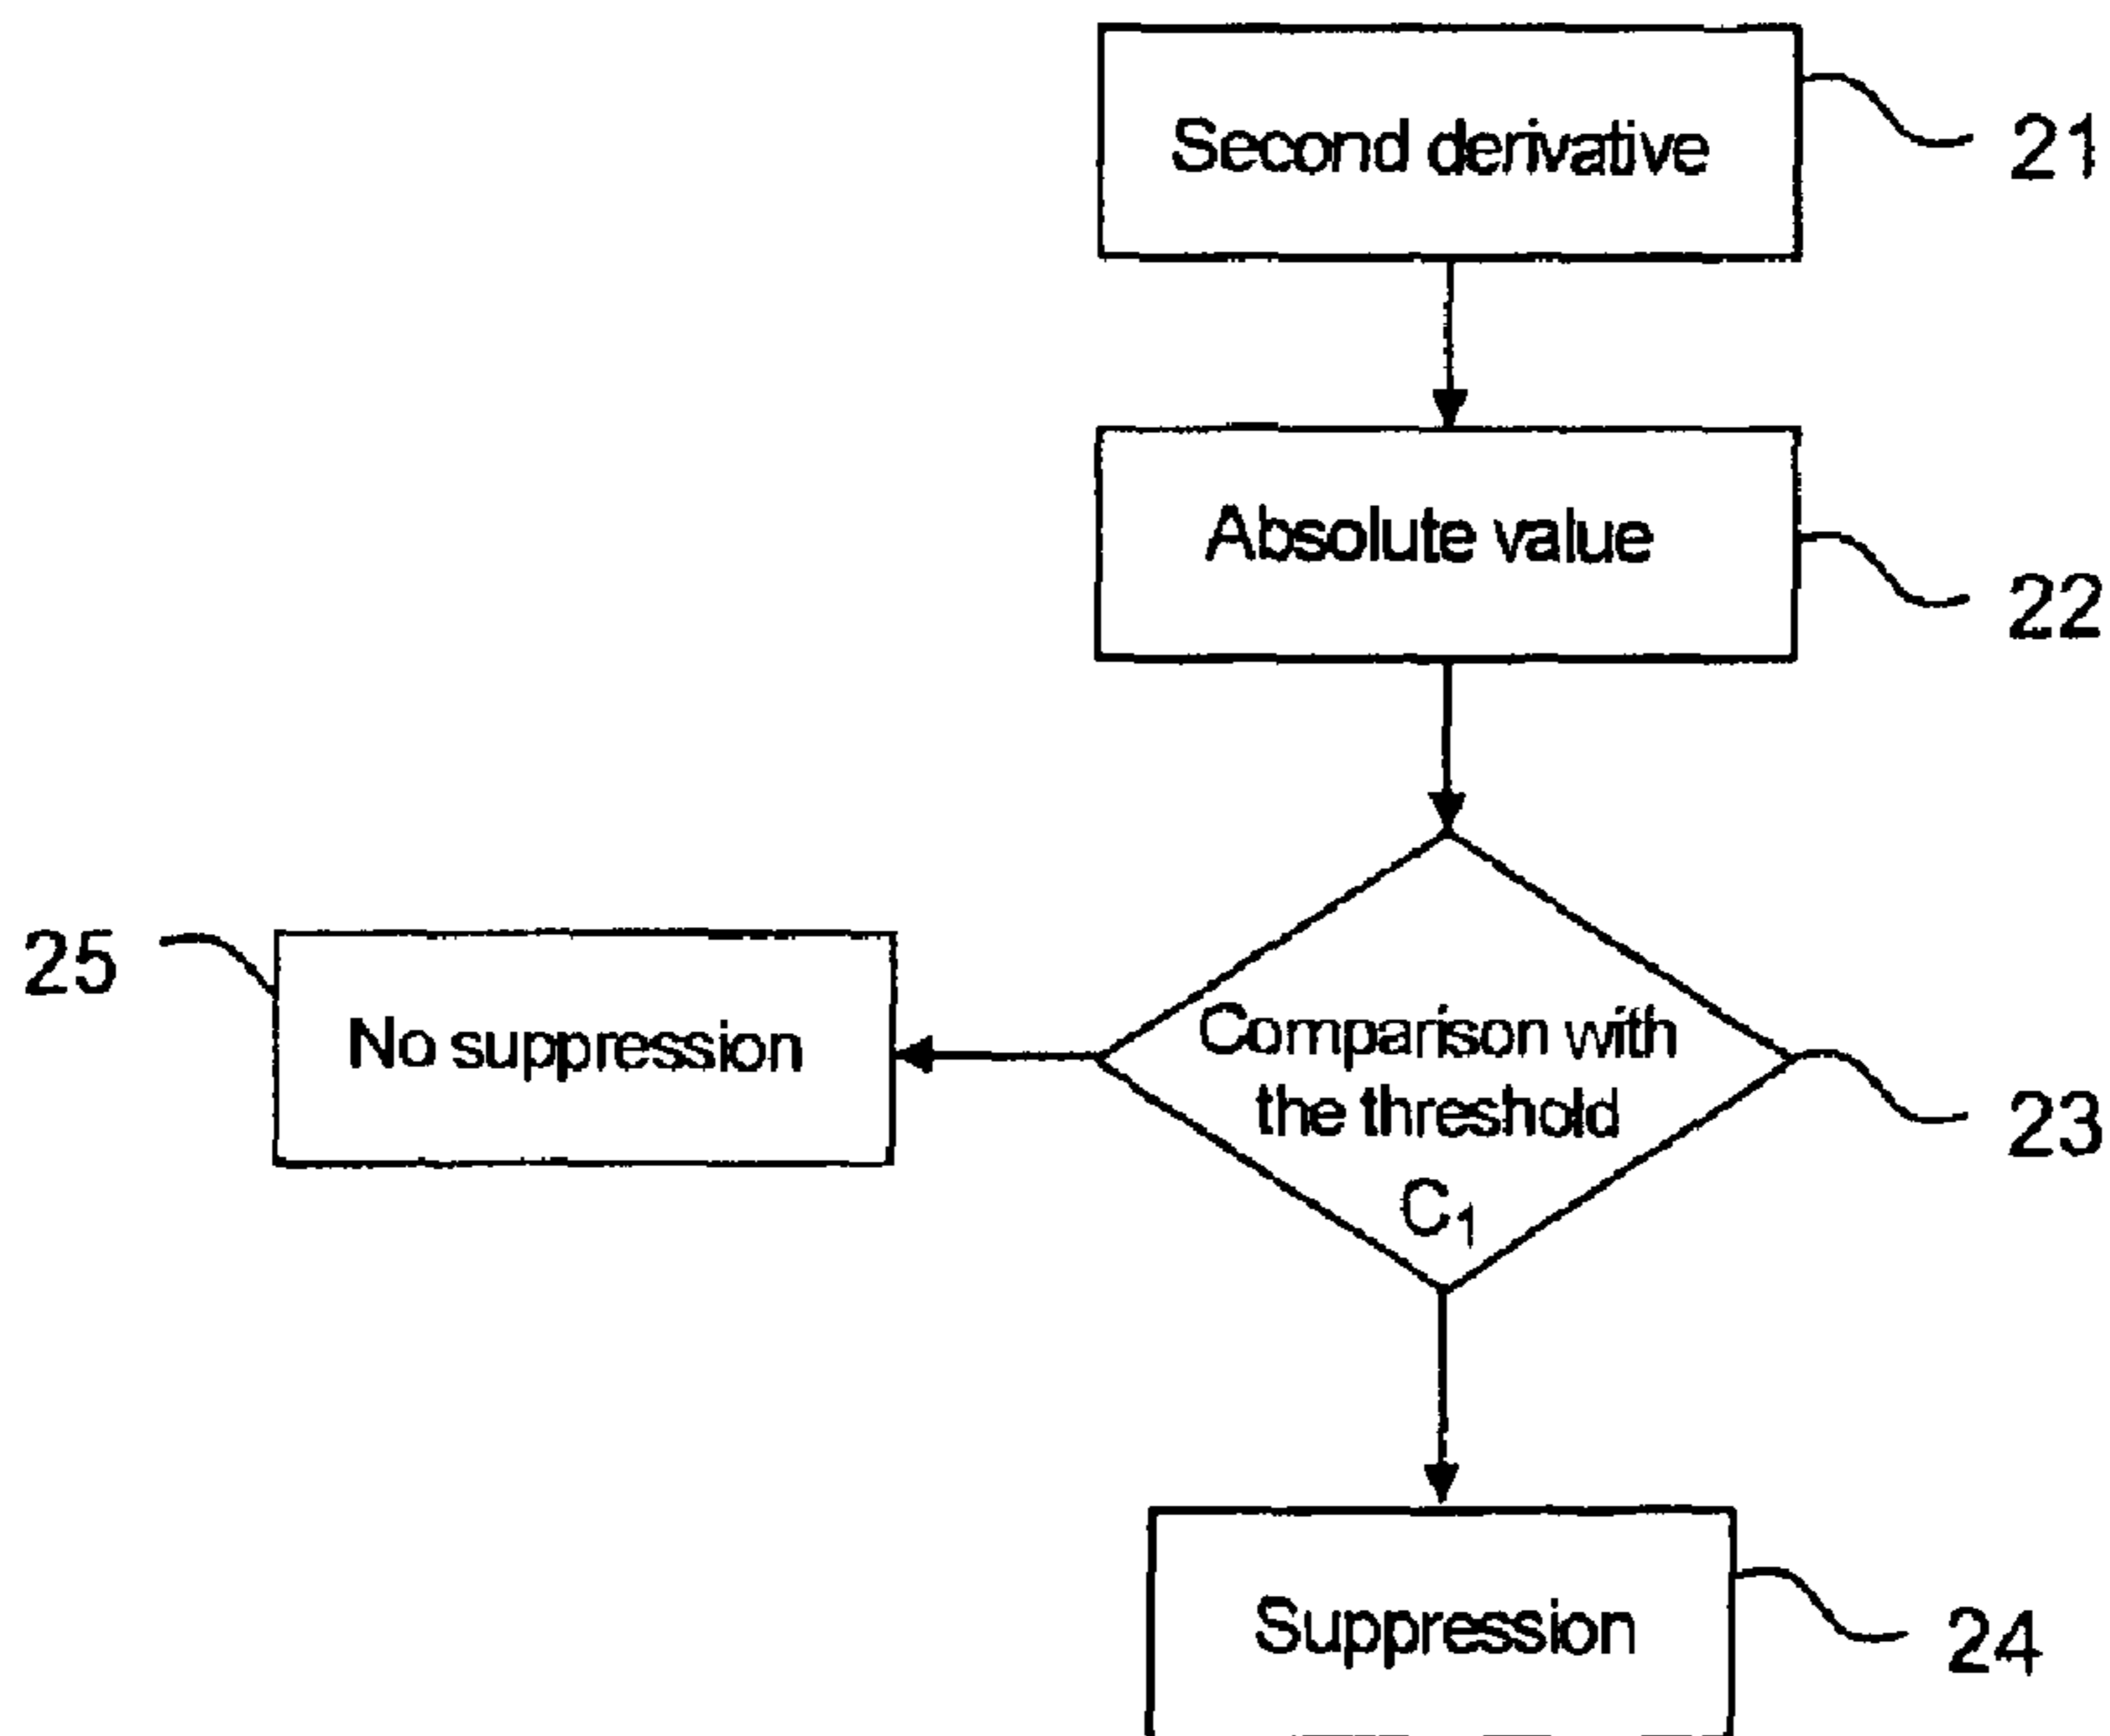 Second derivative
21
Absolute value
22
25
No suppression
Comparison with
the threshold
C₁
23
Suppression
24